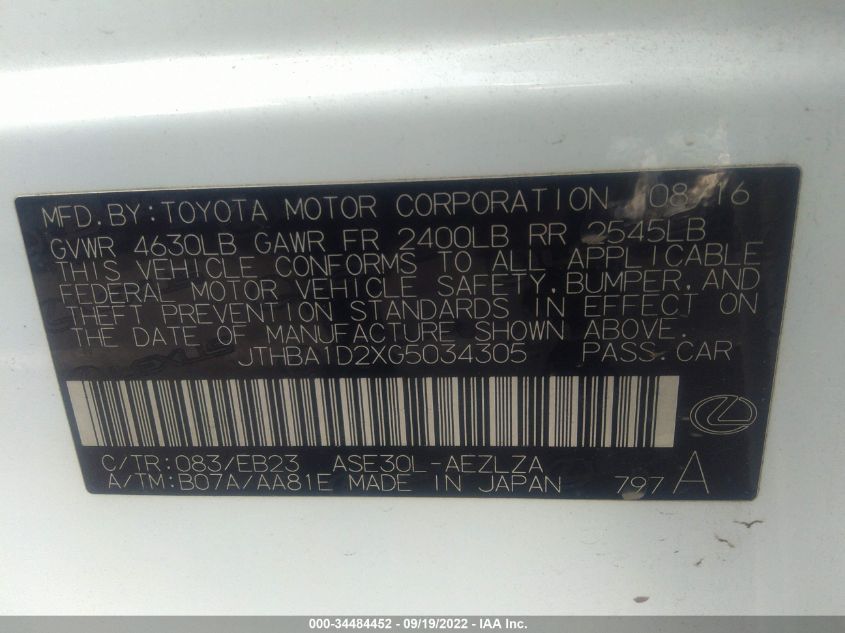 MFD.BY:TOYOTA MOTOR CORPORATION 08/16
GVWR 4630LB GAWR FR 2400LB RR 2545LB
THIS VEHICLE CONFORMS TO ALL APPLICABLE
FEDERAL MOTOR VEHICLE SAFETY,BUMPER,AND
THEFT PREVENTION STANDARDS IN EFFECT ON
THE DATE OF MANUFACTURE SHOWN ABOVE.
JTHBA1D2XG5034305 PASS.CAR
C/TR:083/EB23 ASE30L-AEZLZA
A/TM:B07A/AA81E MADE IN JAPAN 797 A
000-34484452 - 09/19/2022 - IAA Inc.